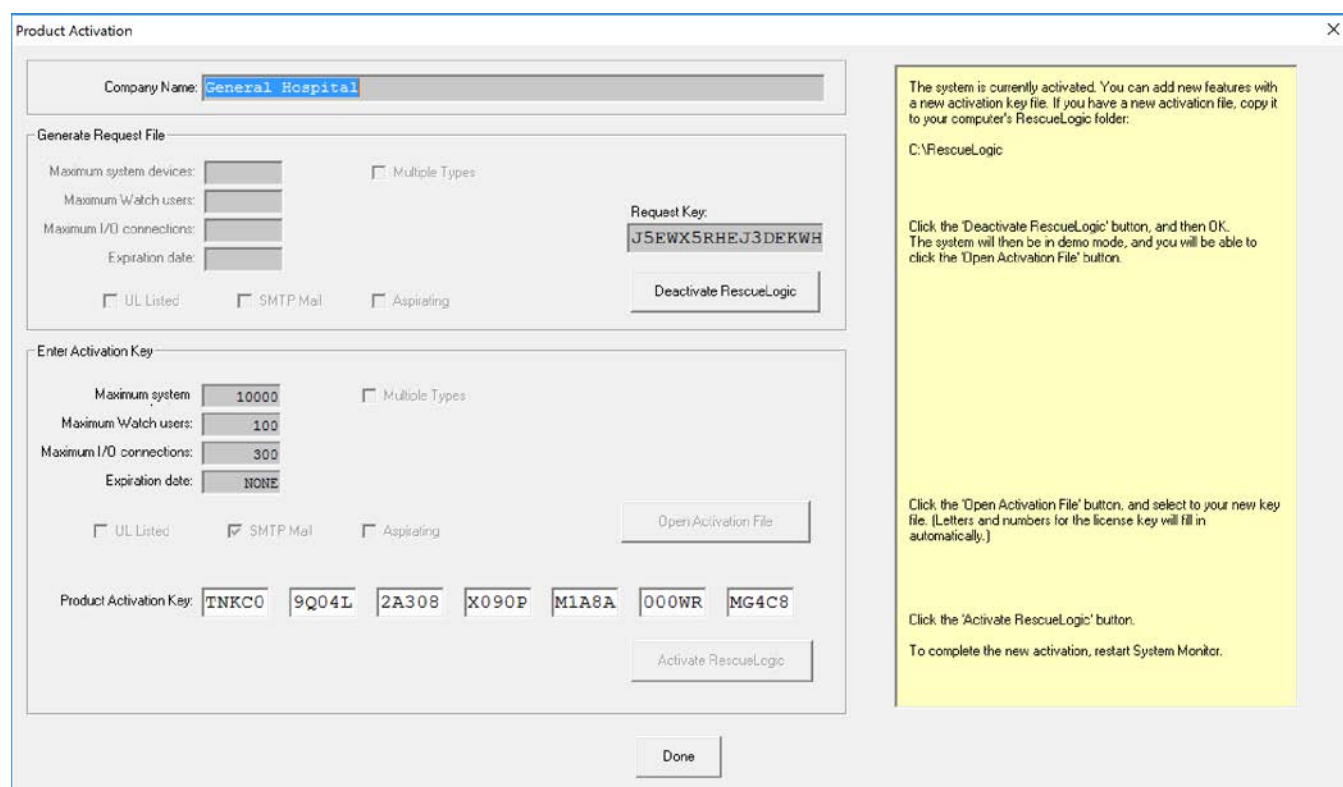 Product Activation
Company Name: General Hospital
Generate Request File
Maximum system devices:
Multiple Types
Maximum Watch users:
Maximum I/O connections:
Expiration date:
UL Listed
SMTP Mail
Aspirating
Request Key:
J5EWX5RHEJ3DEKWH
Deactivate RescueLogic
Enter Activation Key
Maximum system 10000
Multiple Types
Maximum Watch users: 100
Maximum I/O connections: 300
Expiration date: NONE
UL Listed
SMTP Mail
Aspirating
Open Activation File
Product Activation Key: TNKC0 9Q04L 2A308 X090P M1A8A 000WR MG4C8
Activate RescueLogic
Done
The system is currently activated. You can add new features with
a new activation key file. If you have a new activation file, copy it
to your computer's RescueLogic folder:
C:\RescueLogic
Click the 'Deactivate RescueLogic' button, and then OK.
The system will then be in demo mode, and you will be able to
click the 'Open Activation File' button.
Click the 'Open Activation File' button, and select to your new key
file. (Letters and numbers for the license key will fill in
automatically.)
Click the 'Activate RescueLogic' button.
To complete the new activation, restart System Monitor.